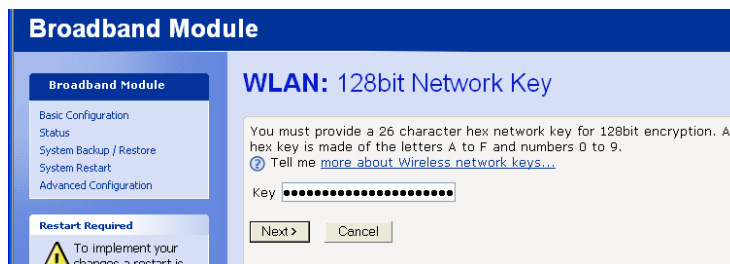 Broadband Module
Broadband Module
Basic Configuration
Status
System Backup / Restore
System Restart
Advanced Configuration
Restart Required
To implement your
changes a restart is
WLAN: 128bit Network Key
You must provide a 26 character hex network key for 128bit encryption. A
hex key is made of the letters A to F and numbers 0 to 9.
Tell me more about Wireless network keys...
Key
Next>
Cancel